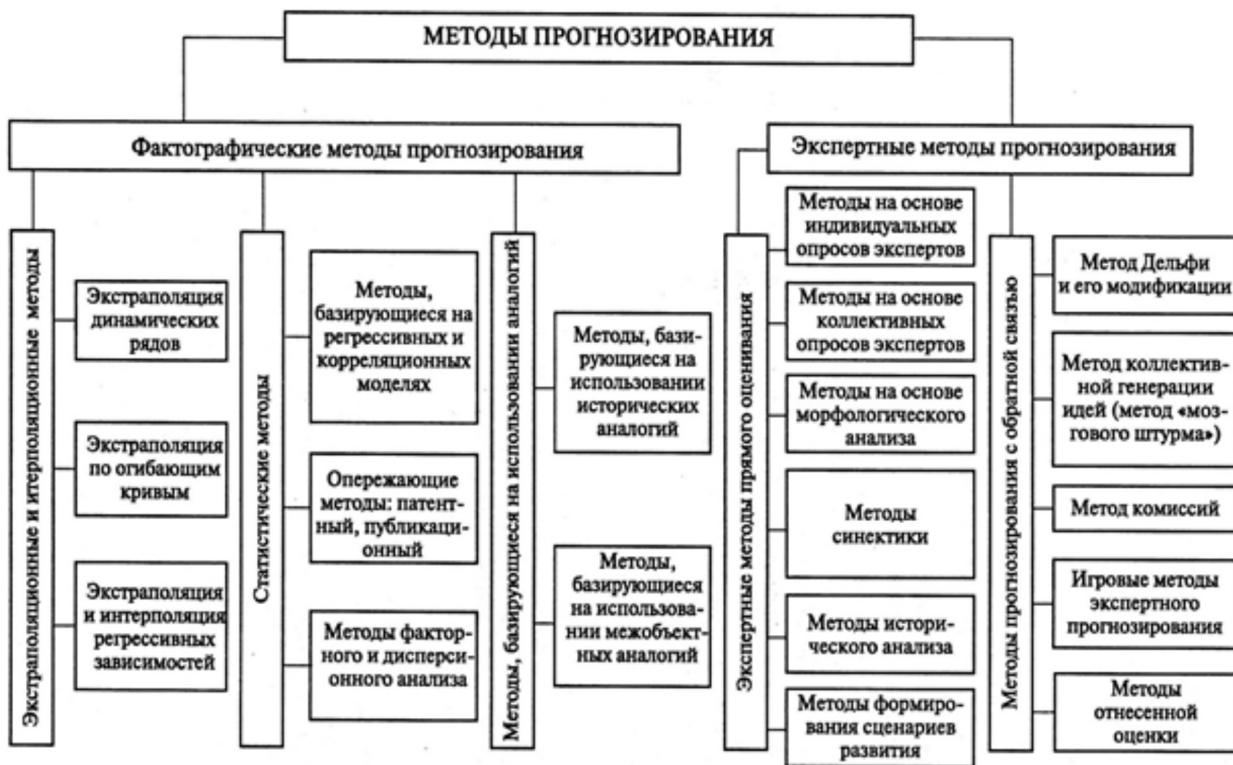 МЕТОДЫ ПРОГНОЗИРОВАНИЯ
Фактографические методы прогнозирования
Экстраполяционные и итерполяционные методы
Экстраполяция
динамических
рядов
Экстраполяция
по огибающим
кривым
Экстраполяция
и интерполяция
регрессивных
зависимостей
Статистические методы
Методы,
базирующиеся на
регрессивных и
корреляционных
моделях
Опережающие
методы: патент-
ный, публикаци-
онный
Методы фактор-
ного и дисперси-
онного анализа
Методы, базирующиеся на использовании аналогий
Методы, бази-
рующиеся на
использовании
исторических
аналогий
Методы,
базирующиеся
на использова-
нии межобъект-
ных аналогий
Экспертные методы прогнозирования
Экспертные методы прямого оценивания
Методы на основе
индивидуальных
опросов экспертов
Методы на основе
коллективных
опросов экспертов
Методы на основе
морфологического
анализа
Методы
синектики
Методы истори-
ческого анализа
Методы формиро-
вания сценариев
развития
Методы прогнозирования с обратной связью
Метод Дельфи
и его модификации
Метод коллектив-
ной генерации
идей (метод «моз-
гового штурма»)
Метод комиссий
Игровые методы
экспертного
прогнозирования
Методы
отнесенной
оценки